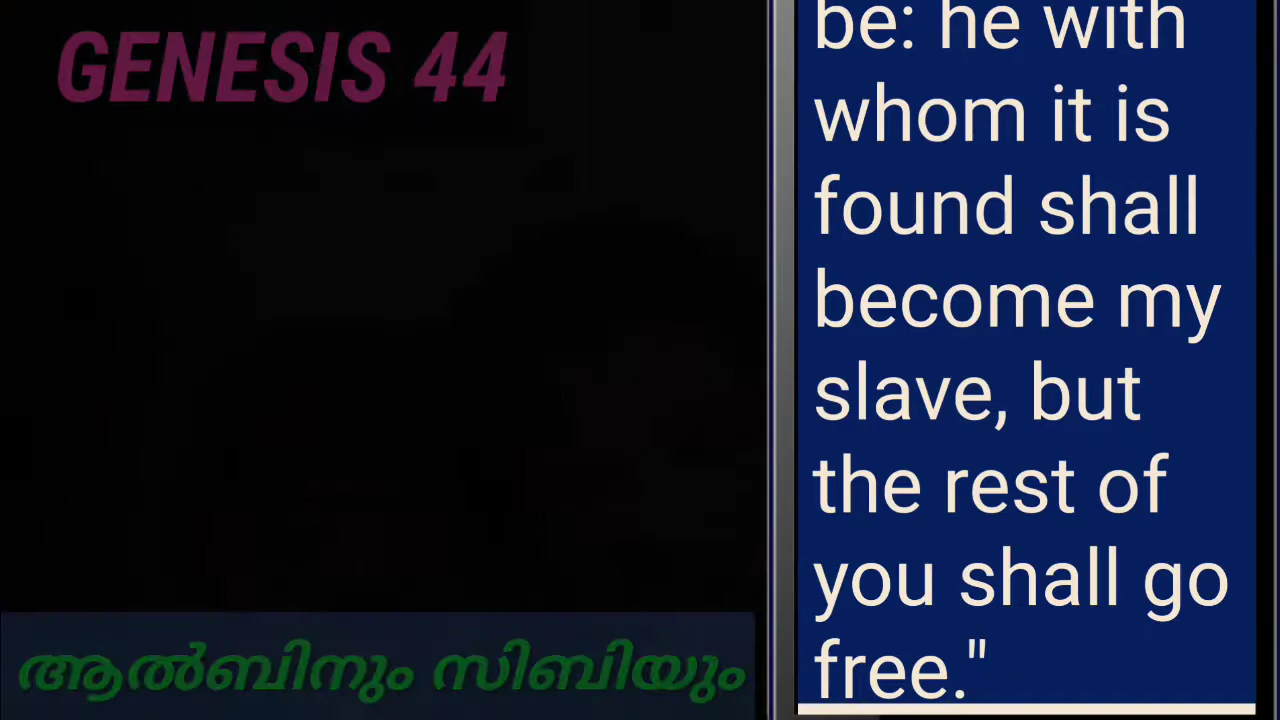 GENESIS 44
be: he with
whom it is
found shall
become my
slave, but
the rest of
you shall go
free."
ആൽബിനും സിബിയും